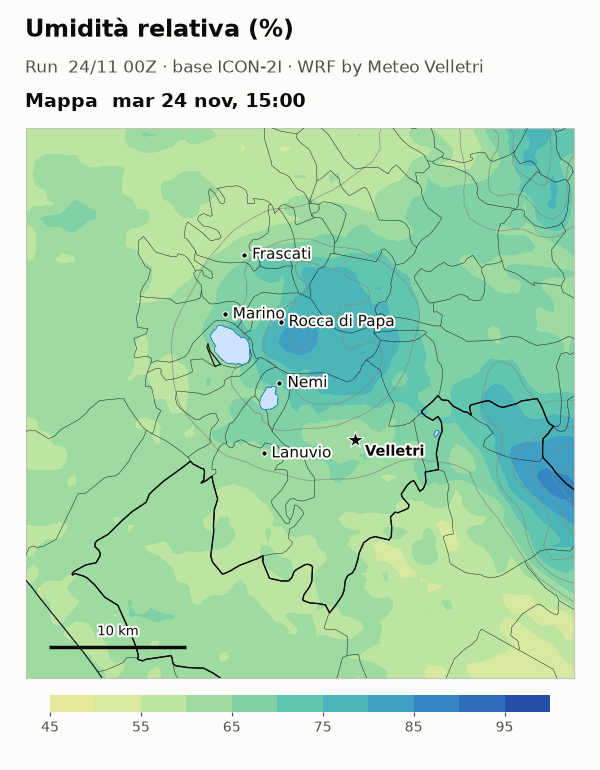 Umidità relativa (%)
Run  24/11 00Z · base ICON-2I · WRF by Meteo Velletri
Mappa  mar 24 nov, 15:00
Frascati
Marino
Rocca di Papa
Nemi
Velletri
Lanuvio
10 km
45 55 65 75 85 95